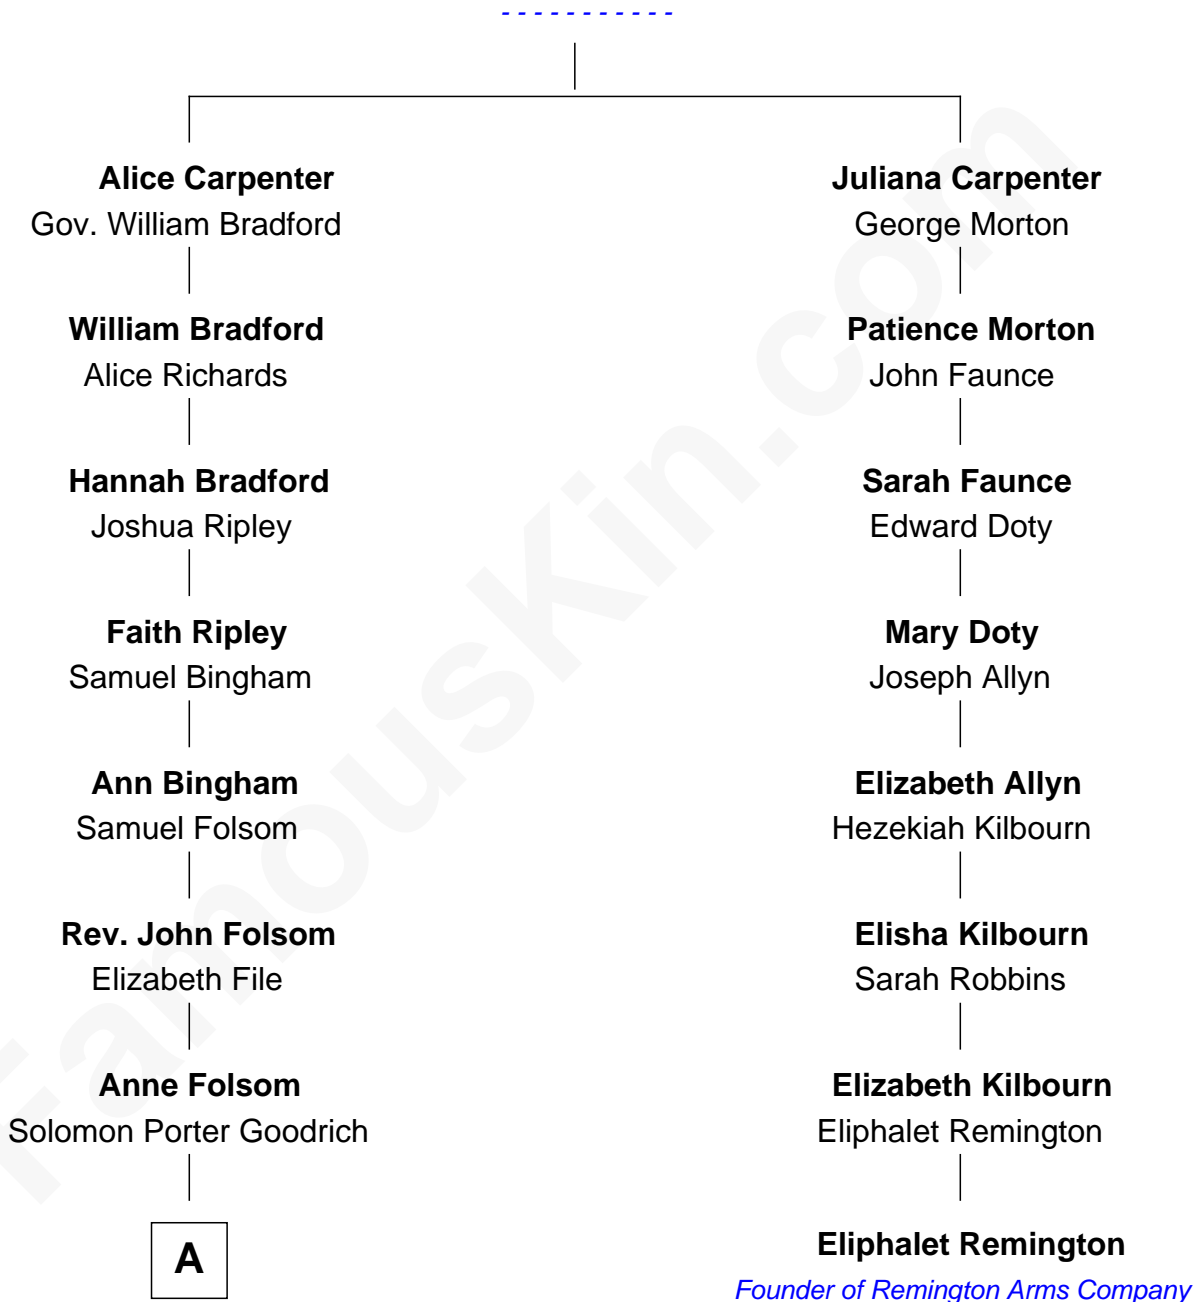 - - - - - - - - - - -
Alice Carpenter
Gov. William Bradford
William Bradford
Alice Richards
Hannah Bradford
Joshua Ripley
Faith Ripley
Samuel Bingham
Ann Bingham
Samuel Folsom
Rev. John Folsom
Elizabeth File
Anne Folsom
Solomon Porter Goodrich
A
Juliana Carpenter
George Morton
Patience Morton
John Faunce
Sarah Faunce
Edward Doty
Mary Doty
Joseph Allyn
Elizabeth Allyn
Hezekiah Kilbourn
Elisha Kilbourn
Sarah Robbins
Elizabeth Kilbourn
Eliphalet Remington
Eliphalet Remington
Founder of Remington Arms Company
FamousKin.com